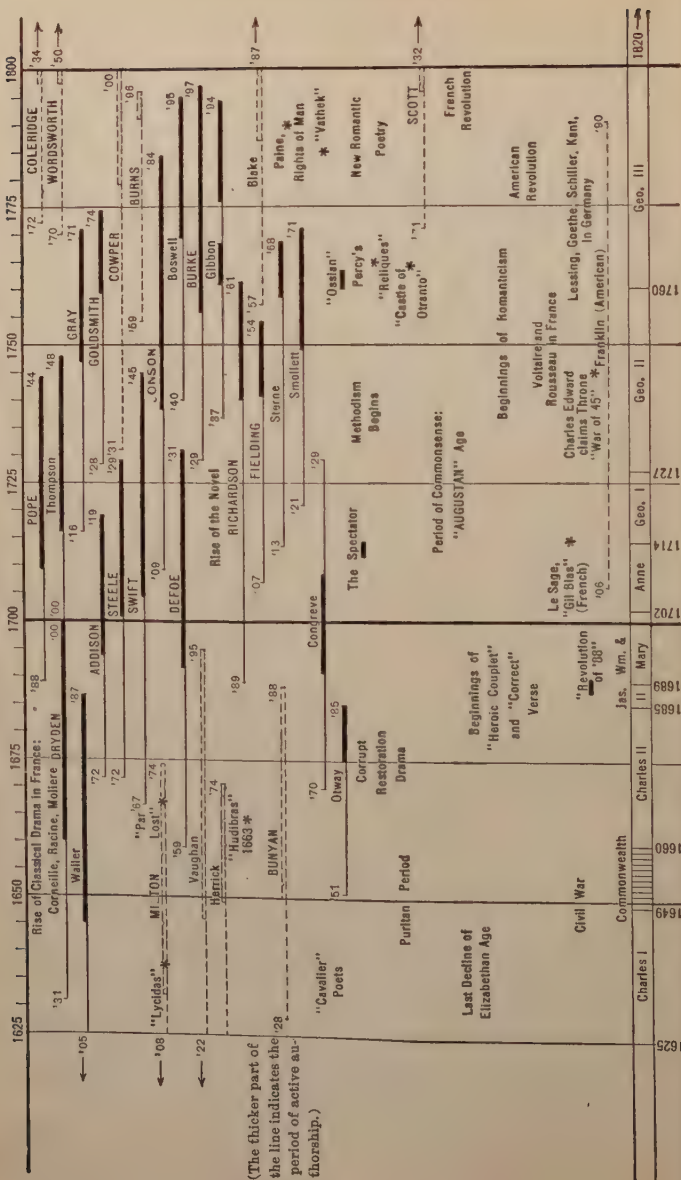 1625 1650 1675 1700 1725 1750 1775 1800
Rise of Classical Drama in France:
Corneille, Racine, Moliere
'88 POPE '44 '72 COLERIDGE '34
'31 DRYDEN '00 '00 Thompson '48 '70 WORDSWORTH '50
'05 Waller '87 '16 GRAY '71
'72 ADDISON '19 '28 GOLDSMITH '74
'72 STEELE '29 '31 COWPER '00
'67 SWIFT '45 '59 BURNS '96
"Lycidas" "Par Lost"
'08 MILTON '74 '09 ONSON '84
'59 DEFOE '31 '40 Boswell '95
'22 Vaughan '95 '29 BURKE '97
Herrick '74 '37 Gibbon '94
Rise of the Novel
"Hudibras"
1663 *
'89 RICHARDSON '61
'07 FIELDING '54 '57 Blake '87
'28 BUNYAN '88 '13 Sterne '68
'21 Smollett '71
'51 Otway '85
'70 Congreve '29
(The thicker part of
the line indicates the
period of active au-
thorship.)
Paine, *
Rights of Man
* "Vathek"
"Cavalier"
Poets
Corrupt
Restoration
Drama
The Spectator
Methodism
Begins
"Ossian"
Percy's
"Reliques"
"Castle of
Otranto"
New Romantic
Poetry
'71 SCOTT '32
Puritan Period
Period of Commonsense:
"AUGUSTAN" Age
French
Revolution
Last Decline of
Elizabethan Age
Beginnings of
"Heroic Couplet"
and "Correct"
Verse
Beginnings of Romanticism
American
Revolution
Voltaire and
Rousseau in France
Lessing, Goethe, Schiller, Kant,
in Germany
Civil War
"Revolution
of '88"
Le Sage,
"Gil Blas" *
(French)
Charles Edward
claims Throne
"War of 45" *
'06 Franklin (American) '90
Charles I Commonwealth Charles II Jas. II Wm. & Mary Anne Geo. I Geo. II Geo. III 1820
1625 1649 1660 1685 1689 1702 1714 1727 1760